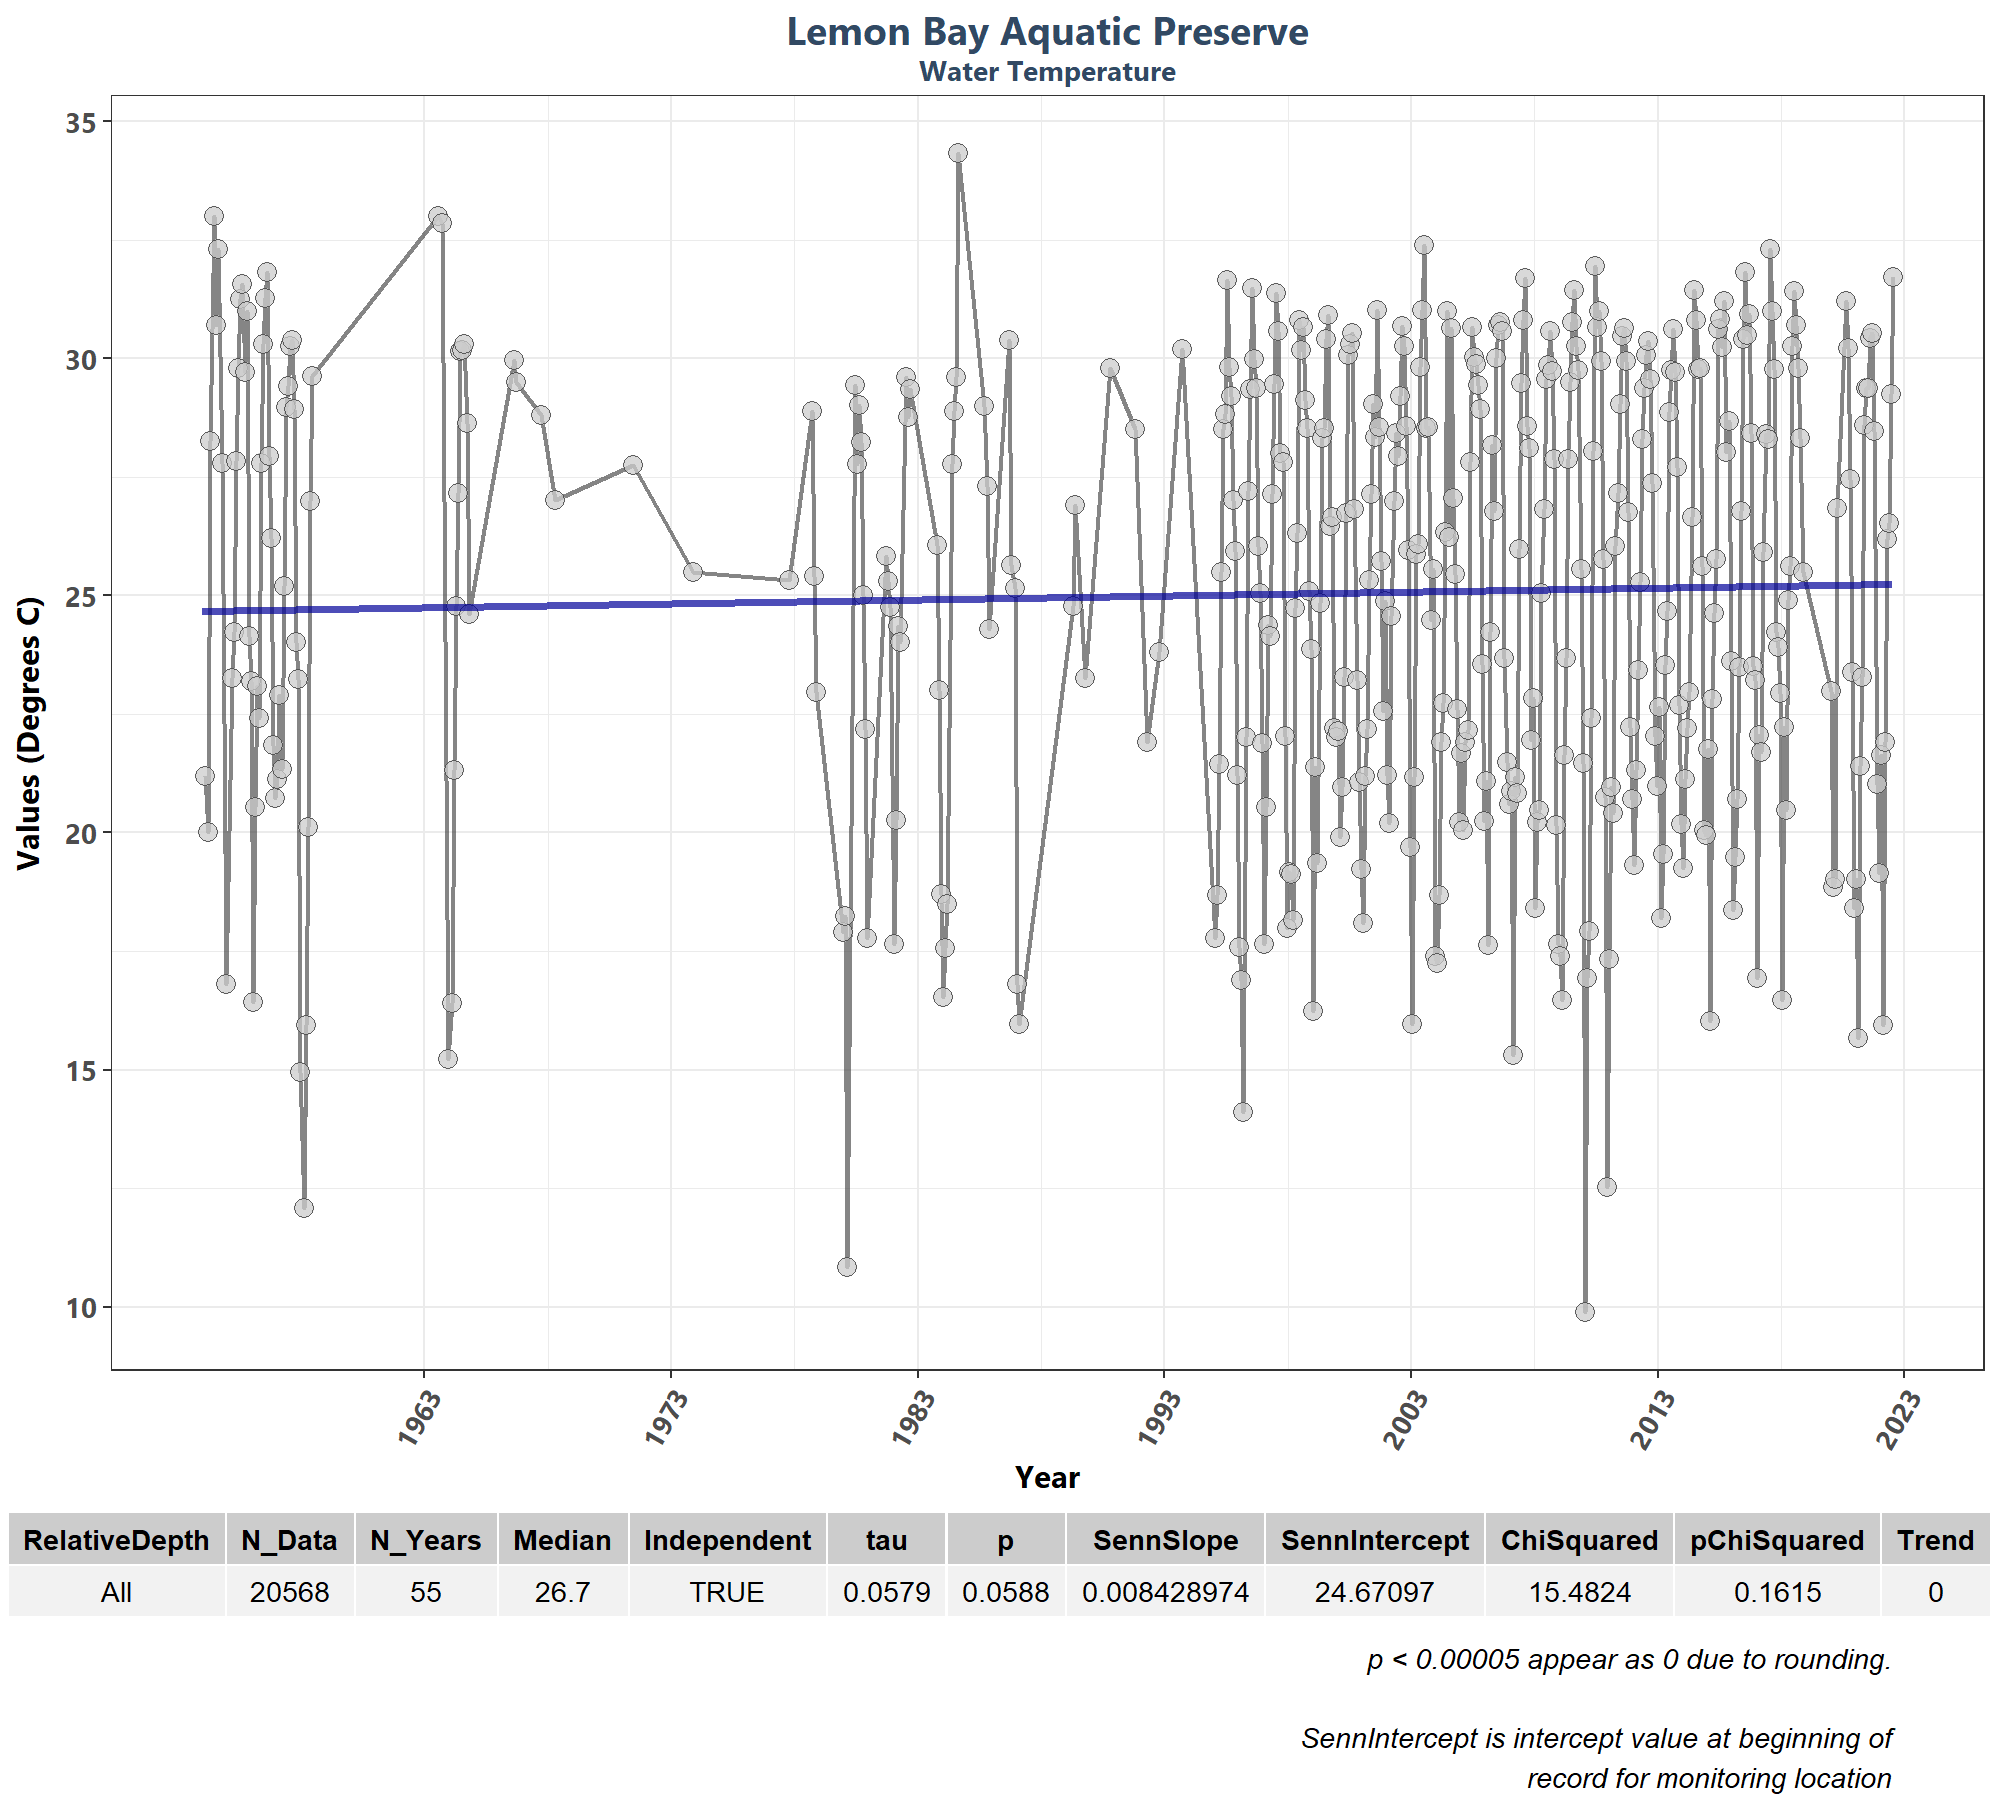 Lemon Bay Aquatic Preserve
Water Temperature
Values (Degrees C)
35
30
25
20
15
10
1963 1973 1983 1993 2003 2013 2023
Year
RelativeDepth N_Data N_Years Median Independent tau p SennSlope SennIntercept ChiSquared pChiSquared Trend
All 20568 55 26.7 TRUE 0.0579 0.0588 0.008428974 24.67097 15.4824 0.1615 0
p < 0.00005 appear as 0 due to rounding.
SennIntercept is intercept value at beginning of
record for monitoring location